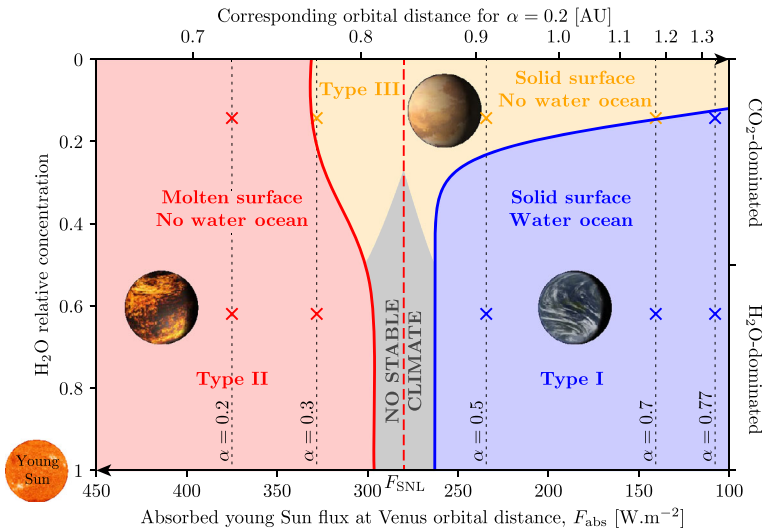 Corresponding orbital distance for α = 0.2 [AU]
0.7 0.8 0.9 1.0 1.1 1.2 1.3
0
0.2
0.4
0.6
0.8
1
H₂O relative concentration
Type III
Solid surface
No water ocean
Molten surface
No water ocean
Solid surface
Water ocean
Type II
Type I
NO STABLE
CLIMATE
α = 0.2
α = 0.3
α = 0.5
α = 0.7
α = 0.77
CO₂-dominated
H₂O-dominated
Young
Sun
F_SNL
450 400 350 300 250 200 150 100
Absorbed young Sun flux at Venus orbital distance, F_abs [W.m⁻²]